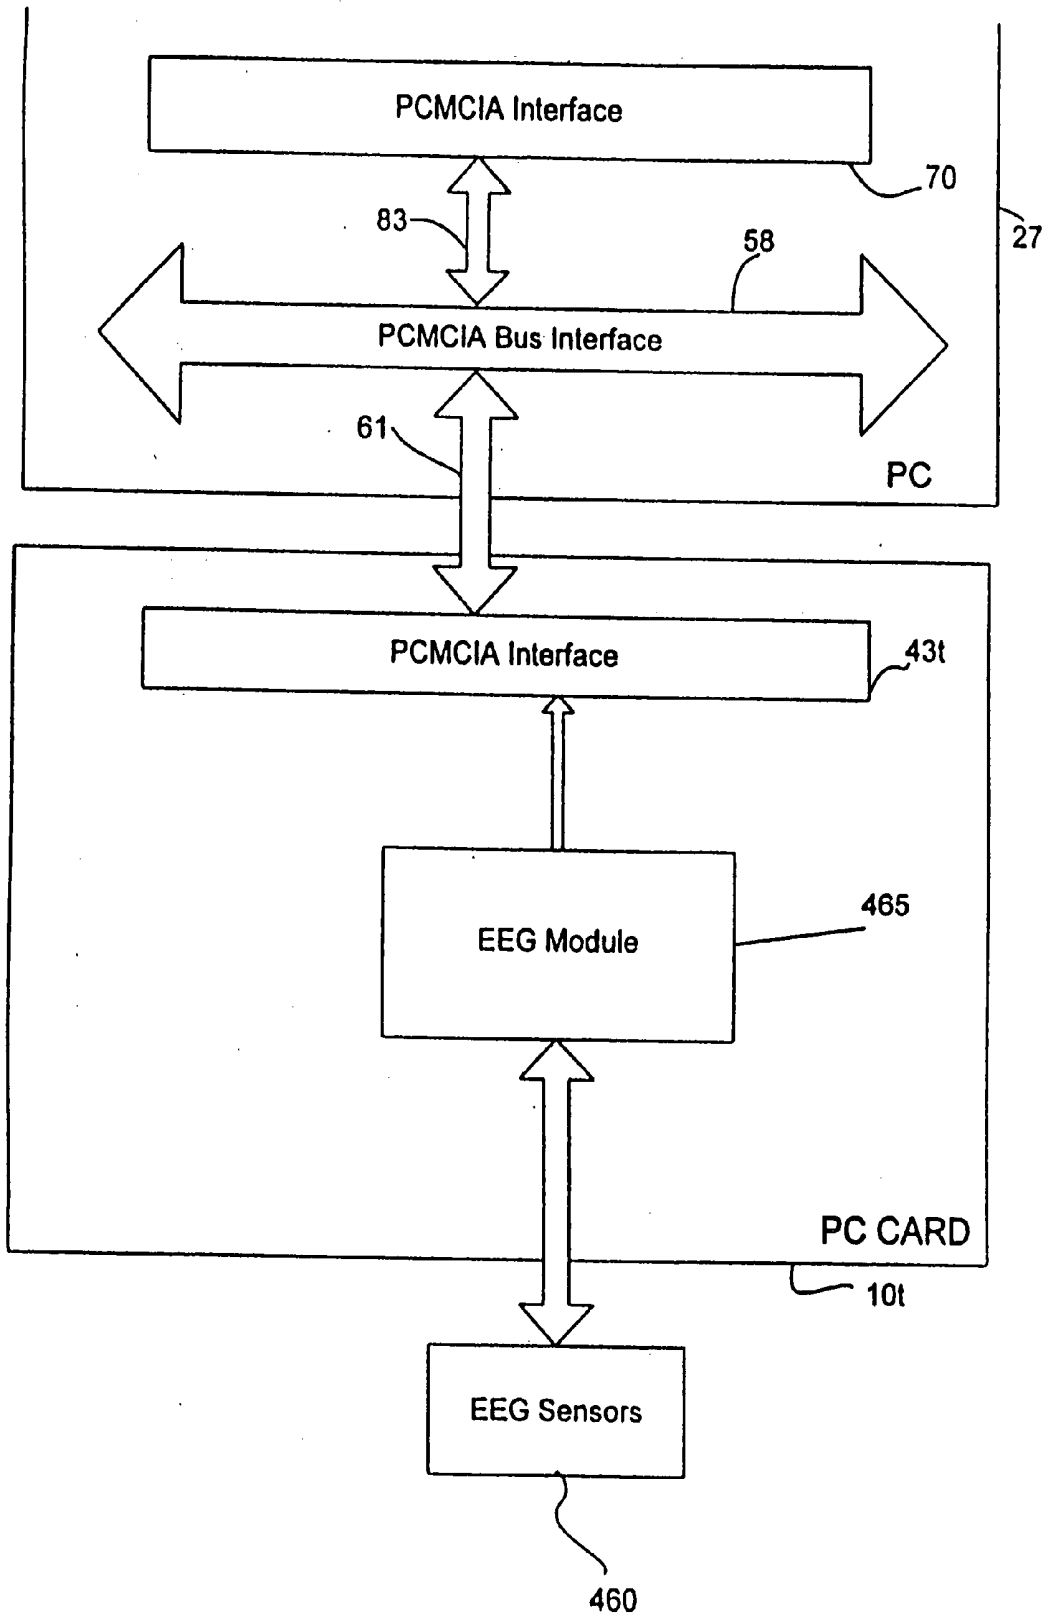 PCMCIA Interface
70
83
27
58
PCMCIA Bus Interface
61
PC
PCMCIA Interface
43t
465
EEG Module
PC CARD
10t
EEG Sensors
460